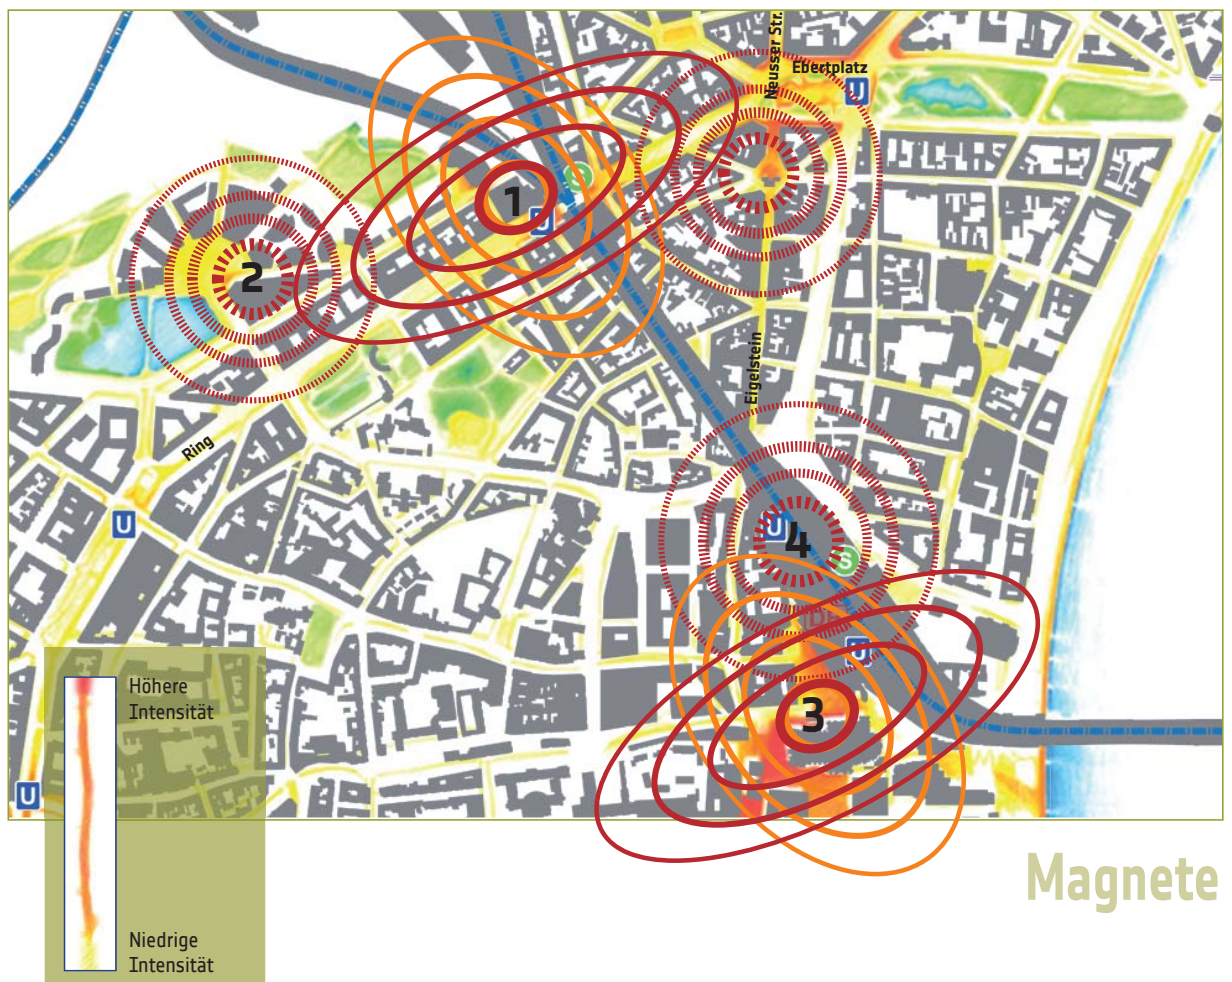 Neusser Str.
Ebertplatz
U
S
1
U
2
Eigelstein
Ring
U
U
4
S
U
3
U
Höhere
Intensität
Niedrige
Intensität
Magnete